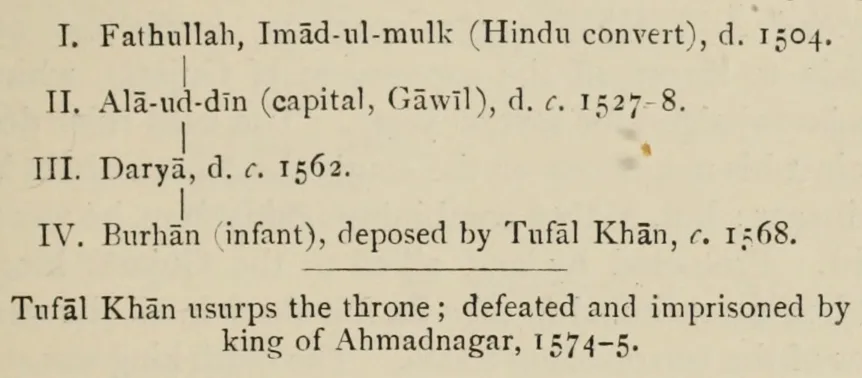 I. Fathullah, Imād-ul-mulk (Hindu convert), d. 1504.
II. Alā-ud-dīn (capital, Gāwīl), d. c. 1527-8.
III. Daryā, d. c. 1562.
IV. Burhān (infant), deposed by Tufāl Khān, c. 1568.
Tufāl Khān usurps the throne; defeated and imprisoned by
king of Ahmadnagar, 1574–5.